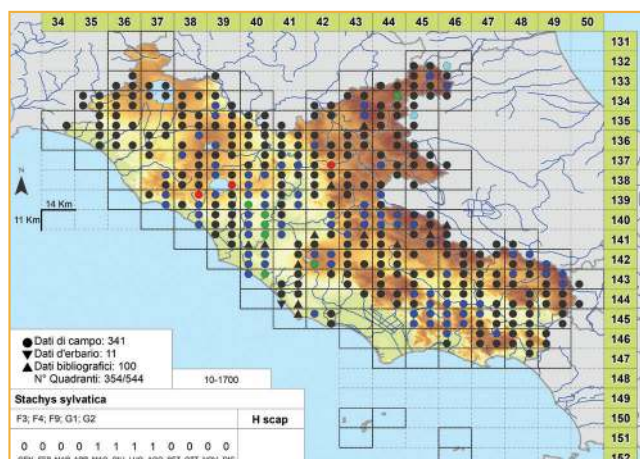 34 35 36 37 38 39 40 41 42 43 44 45 46 47 48 49 50
131
132
133
134
135
136
137
138
139
140
141
142
143
144
145
146
147
148
149
150
151
152
N
14 Km
11 Km
Dati di campo: 341
Dati d'erbario: 11
Dati bibliografici: 100
N° Quadranti: 354/544
10-1700
Stachys sylvatica
F3; F4; F9; G1; G2
H scap
0 0 0 0 1 1 1 1 0 0 0 0